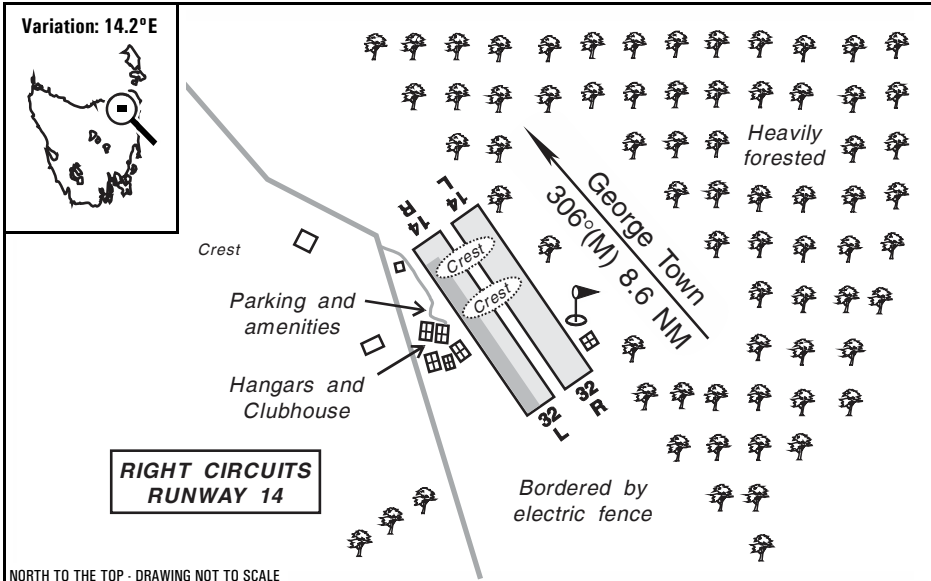 Variation: 14.2°E
Heavily
forested
George Town
306°(M) 8.6 NM
14
L
14
R
Crest
Crest
Crest
Parking and
amenities
Hangars and
Clubhouse
32
R
32
L
RIGHT CIRCUITS
RUNWAY 14
Bordered by
electric fence
NORTH TO THE TOP - DRAWING NOT TO SCALE